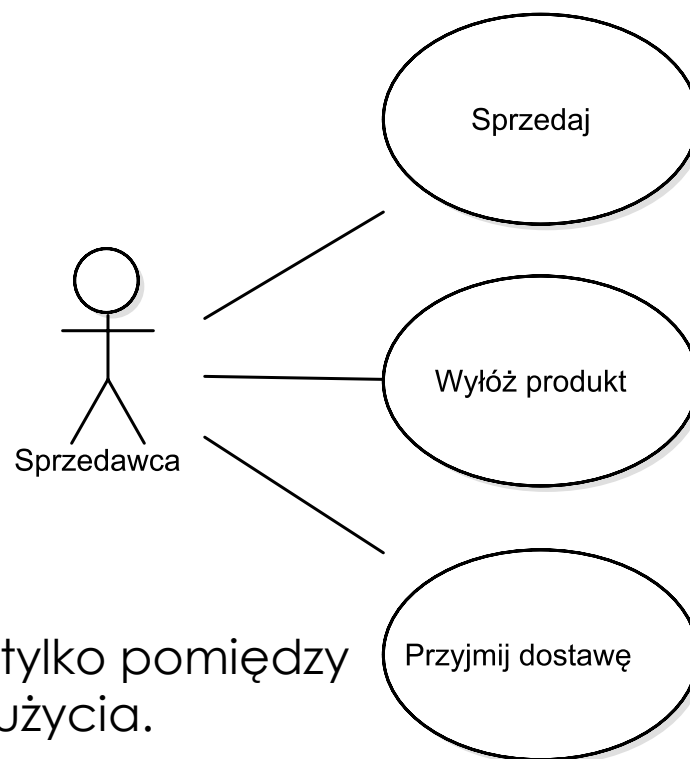 Sprzedaj
Wyłóż produkt
Sprzedawca
tylko pomiędzy
Przyjmij dostawę
użycia.